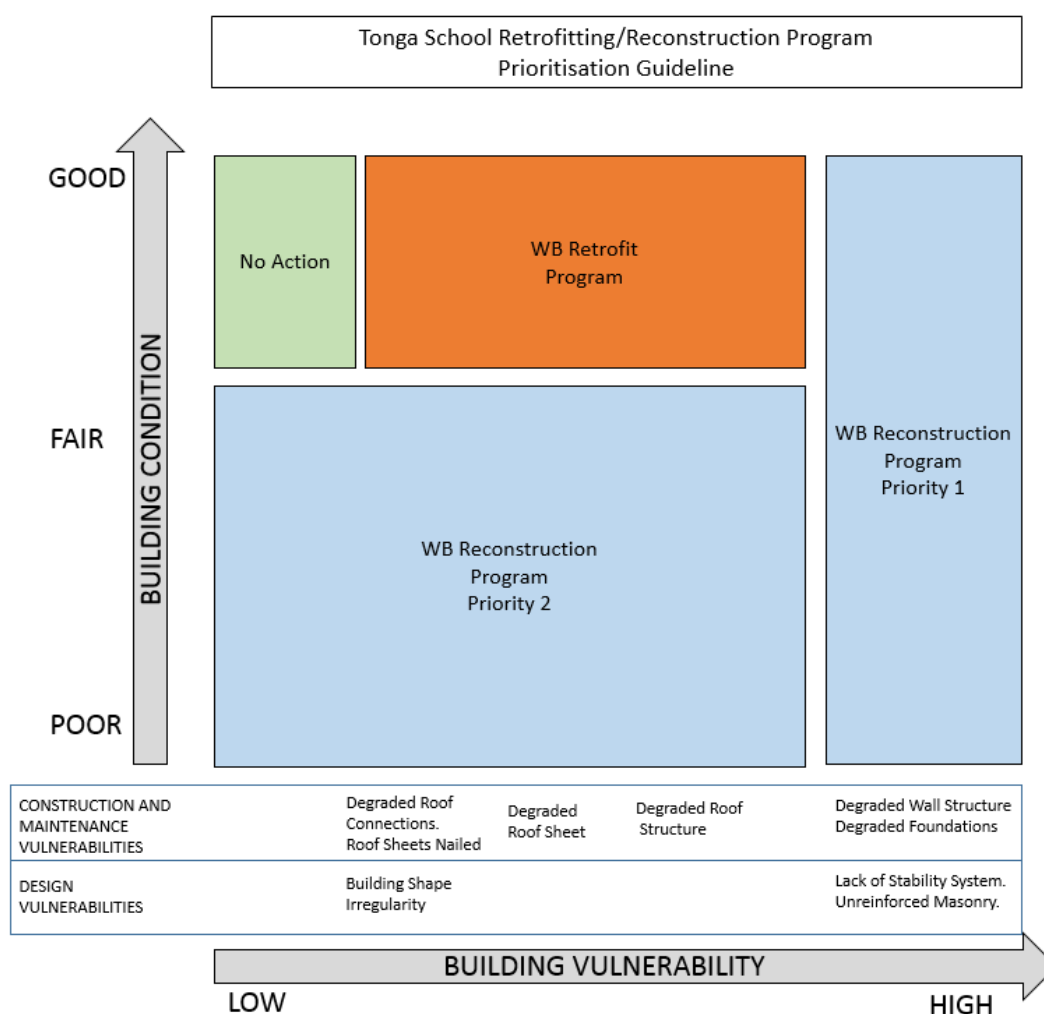 Tonga School Retrofitting/Reconstruction Program
Prioritisation Guideline
GOOD
FAIR
POOR
BUILDING CONDITION
No Action
WB Retrofit
Program
WB Reconstruction
Program
Priority 1
WB Reconstruction
Program
Priority 2
CONSTRUCTION AND
MAINTENANCE
VULNERABILITIES
Degraded Roof
Connections.
Roof Sheets Nailed
Degraded
Roof Sheet
Degraded Roof
Structure
Degraded Wall Structure
Degraded Foundations
DESIGN
VULNERABILITIES
Building Shape
Irregularity
Lack of Stability System.
Unreinforced Masonry.
BUILDING VULNERABILITY
LOW
HIGH